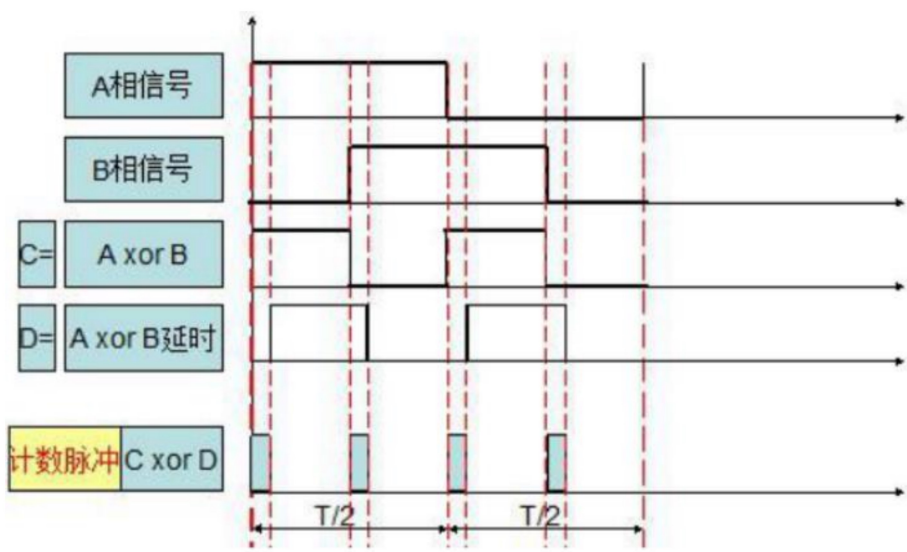 A相信号
B相信号
C= A xor B
D= A xor B延时
计数脉冲 C xor D
T/2 T/2